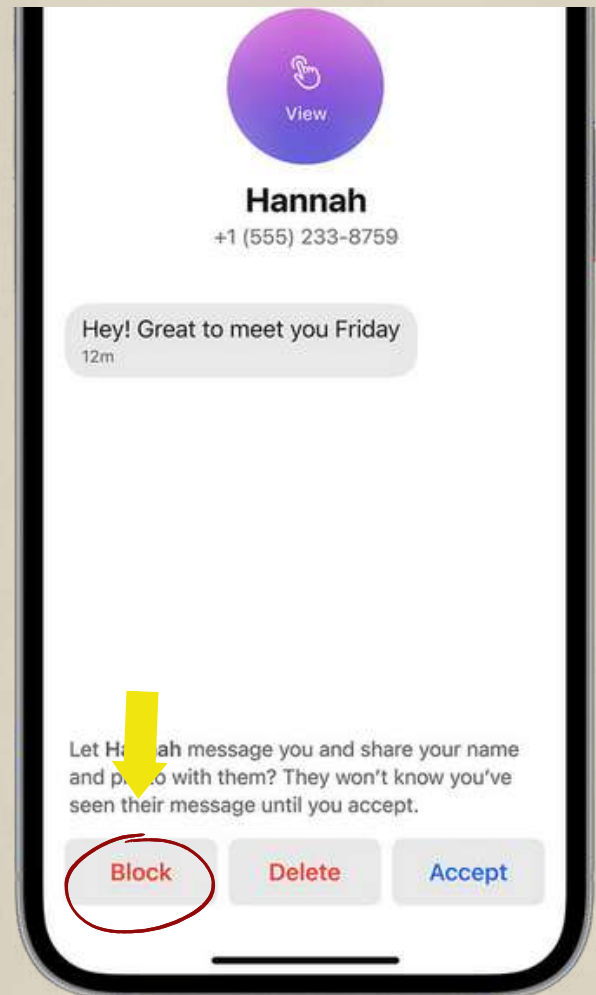 View
Hannah
+1 (555) 233-8759
Hey! Great to meet you Friday
12m
Let H ah message you and share your name
and p o with them? They won't know you've
seen their message until you accept.
Block
Delete
Accept